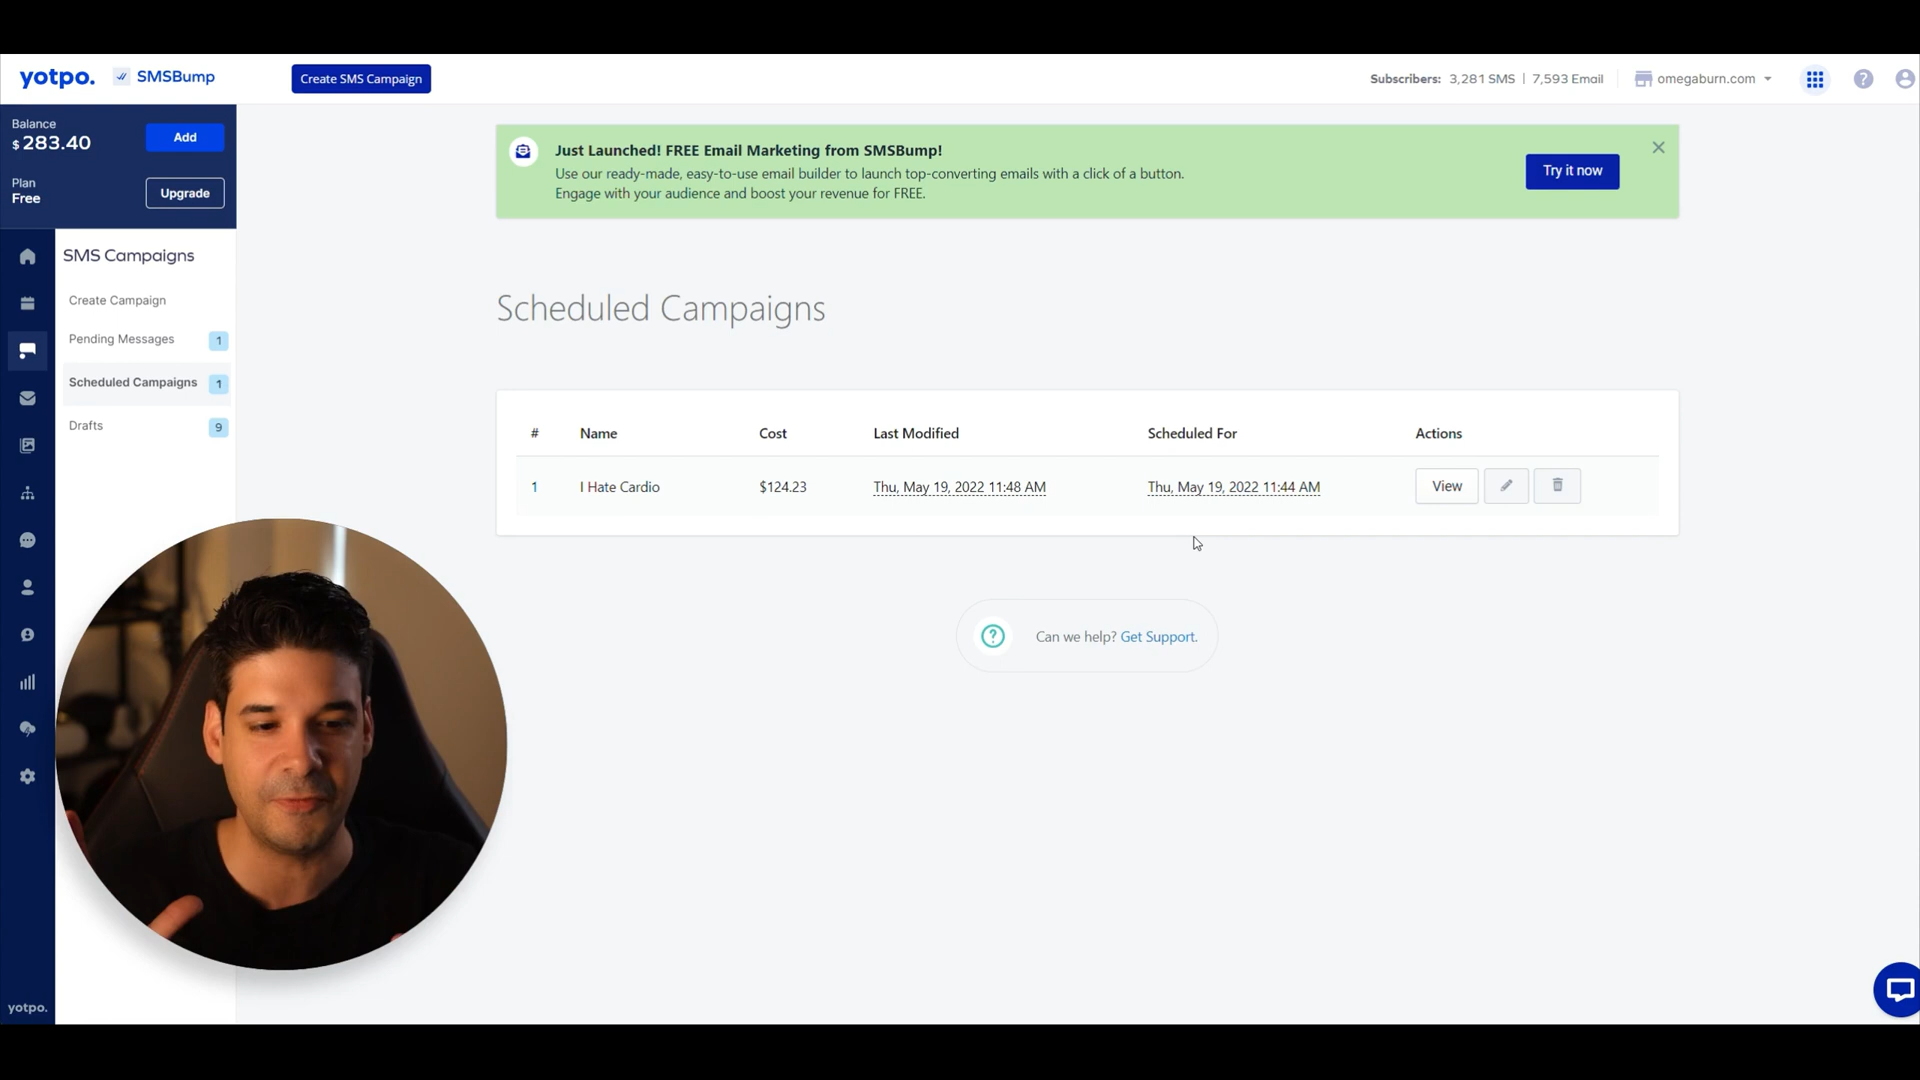 yotpo. SMSBump
Create SMS Campaign
Subscribers: 3,281 SMS | 7,593 Email
omegaburn.com
Balance
$ 283.40
Add
Plan
Free
Upgrade
Just Launched! FREE Email Marketing from SMSBump!
Use our ready-made, easy-to-use email builder to launch top-converting emails with a click of a button.
Engage with your audience and boost your revenue for FREE.
Try it now
SMS Campaigns
Create Campaign
Pending Messages 1
Scheduled Campaigns 1
Drafts 9
Scheduled Campaigns
# Name Cost Last Modified Scheduled For Actions
1 I Hate Cardio $124.23 Thu, May 19, 2022 11:48 AM Thu, May 19, 2022 11:44 AM View
Can we help? Get Support.
yotpo.